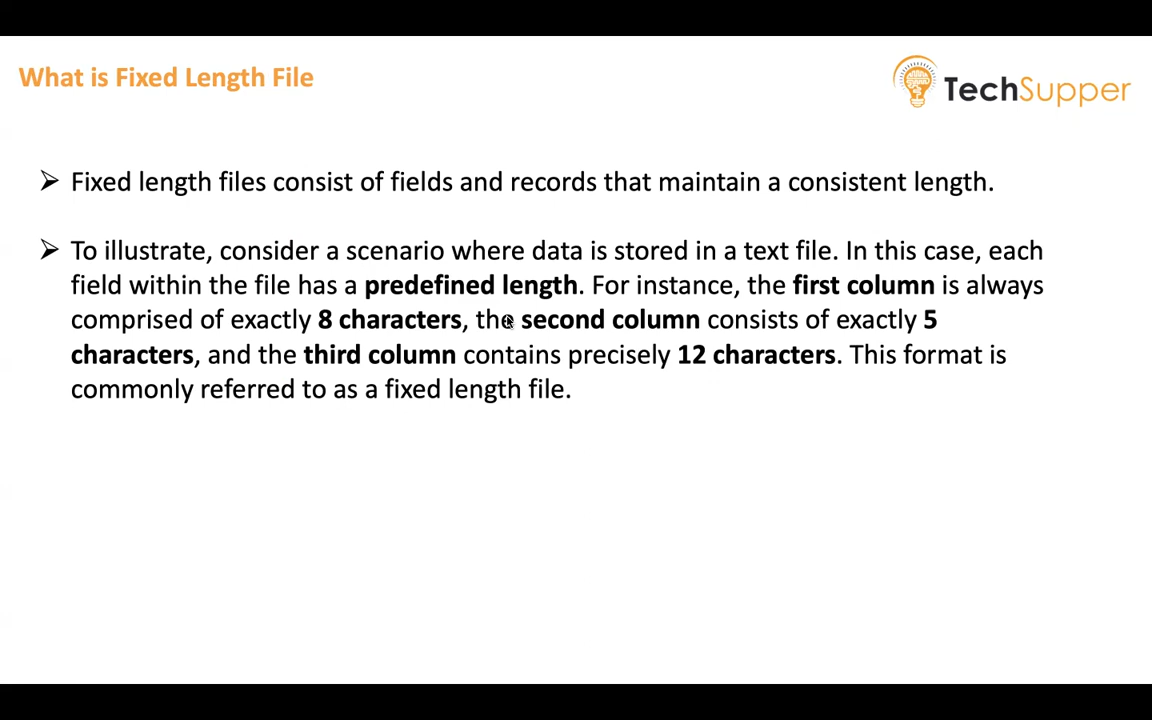 What is Fixed Length File
TechSupper
➢ Fixed length files consist of fields and records that maintain a consistent length.
➢ To illustrate, consider a scenario where data is stored in a text file. In this case, each
field within the file has a predefined length. For instance, the first column is always
comprised of exactly 8 characters, the second column consists of exactly 5
characters, and the third column contains precisely 12 characters. This format is
commonly referred to as a fixed length file.